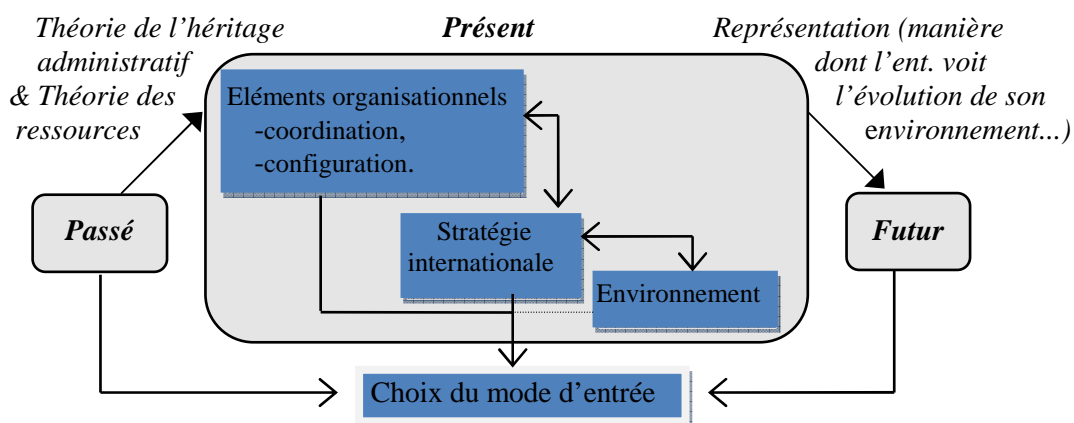 Théorie de l’héritage
administratif
& Théorie des
ressources
Présent
Représentation (manière
dont l’ent. voit
l’évolution de son
environnement...)
Eléments organisationnels
-coordination,
-configuration.
Passé
Stratégie
internationale
Environnement
Futur
Choix du mode d’entrée